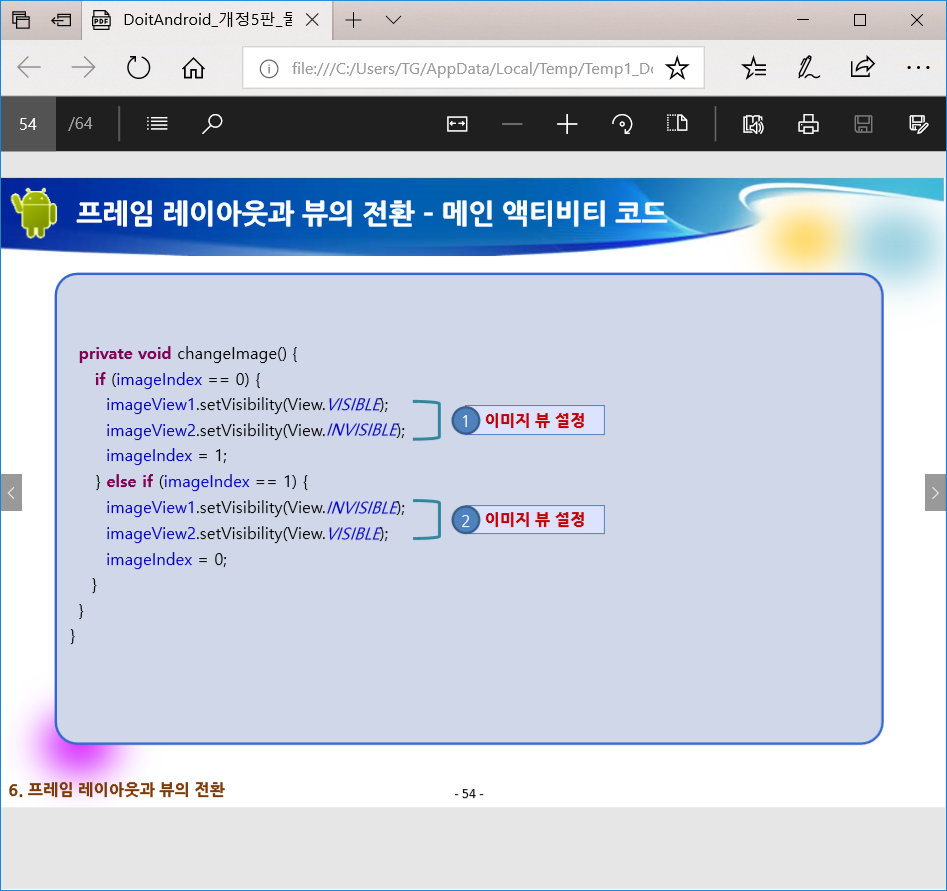 DoitAndroid_개정5판_둘
file:///C:/Users/TG/AppData/Local/Temp/Temp1_Do
54 /64
프레임 레이아웃과 뷰의 전환 - 메인 액티비티 코드
private void changeImage() {
if (imageIndex == 0) {
imageView1.setVisibility(View.VISIBLE);
1 이미지 뷰 설정
imageView2.setVisibility(View.INVISIBLE);
imageIndex = 1;
} else if (imageIndex == 1) {
imageView1.setVisibility(View.INVISIBLE);
2 이미지 뷰 설정
imageView2.setVisibility(View.VISIBLE);
imageIndex = 0;
}
}
}
6. 프레임 레이아웃과 뷰의 전환
- 54 -